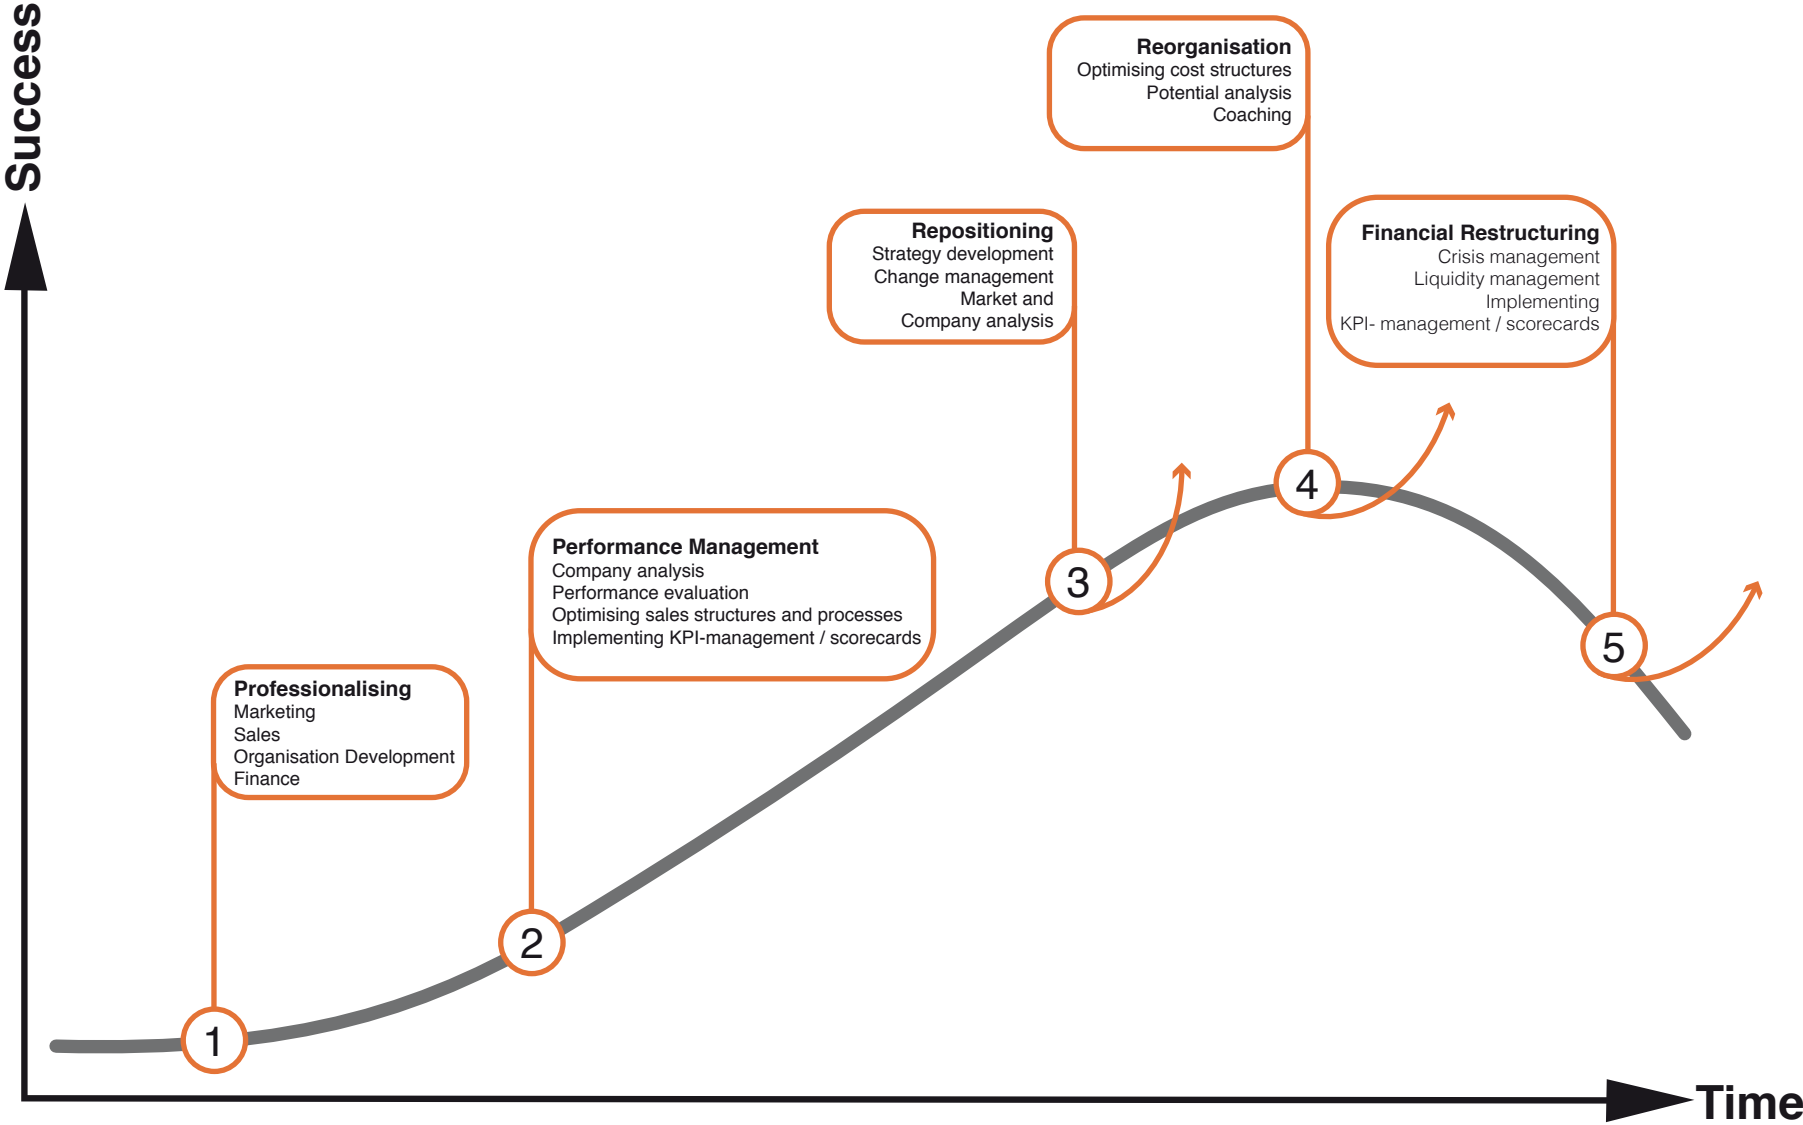 Success
Reorganisation
Optimising cost structures
Potential analysis
Coaching
Repositioning
Strategy development
Change management
Market and
Company analysis
Financial Restructuring
Crisis management
Liquidity management
Implementing
KPI- management / scorecards
Performance Management
Company analysis
Performance evaluation
Optimising sales structures and processes
Implementing KPI-management / scorecards
Professionalising
Marketing
Sales
Organisation Development
Finance
1
2
3
4
5
Time